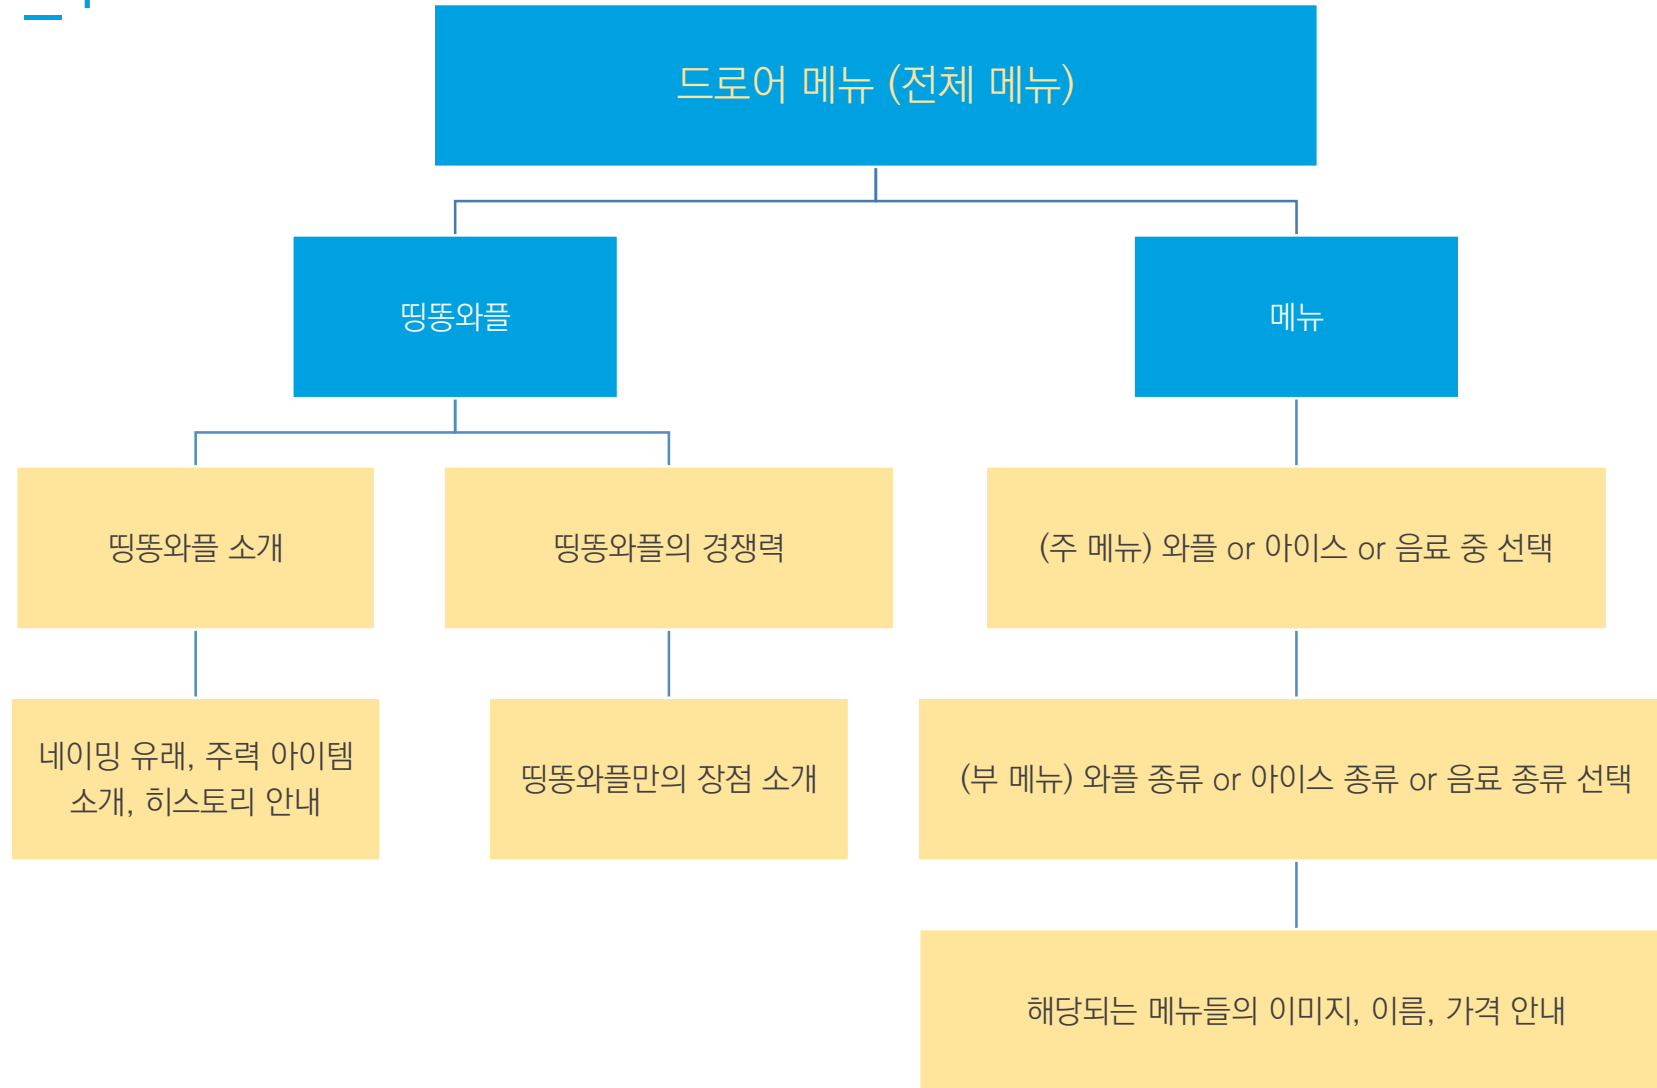 드로어 메뉴 (전체 메뉴)
띵똥와플
메뉴
띵똥와플 소개
띵똥와플의 경쟁력
(주 메뉴) 와플 or 아이스 or 음료 중 선택
네이밍 유래, 주력 아이템
소개, 히스토리 안내
띵똥와플만의 장점 소개
(부 메뉴) 와플 종류 or 아이스 종류 or 음료 종류 선택
해당되는 메뉴들의 이미지, 이름, 가격 안내